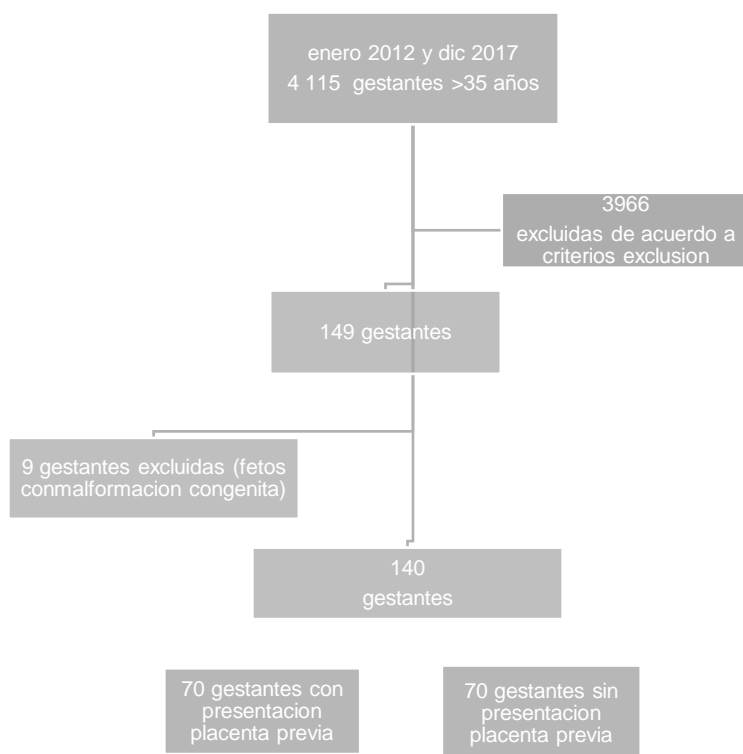 enero 2012 y dic 2017
4 115 gestantes >35 años
3966
excluidas de acuerdo a
criterios exclusion
149 gestantes
9 gestantes excluidas (fetos
conmalformacion congenita)
140
gestantes
70 gestantes con
presentacion
placenta previa
70 gestantes sin
presentacion
placenta previa